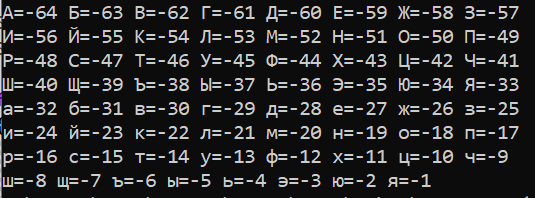 А=-64 Б=-63 В=-62 Г=-61 Д=-60 Е=-59 Ж=-58 З=-57
И=-56 Й=-55 К=-54 Л=-53 М=-52 Н=-51 О=-50 П=-49
Р=-48 С=-47 Т=-46 У=-45 Ф=-44 Х=-43 Ц=-42 Ч=-41
Ш=-40 Щ=-39 Ъ=-38 Ы=-37 Ь=-36 Э=-35 Ю=-34 Я=-33
а=-32 б=-31 в=-30 г=-29 д=-28 е=-27 ж=-26 з=-25
и=-24 й=-23 к=-22 л=-21 м=-20 н=-19 о=-18 п=-17
р=-16 с=-15 т=-14 у=-13 ф=-12 х=-11 ц=-10 ч=-9
ш=-8 щ=-7 ъ=-6 ы=-5 ь=-4 э=-3 ю=-2 я=-1